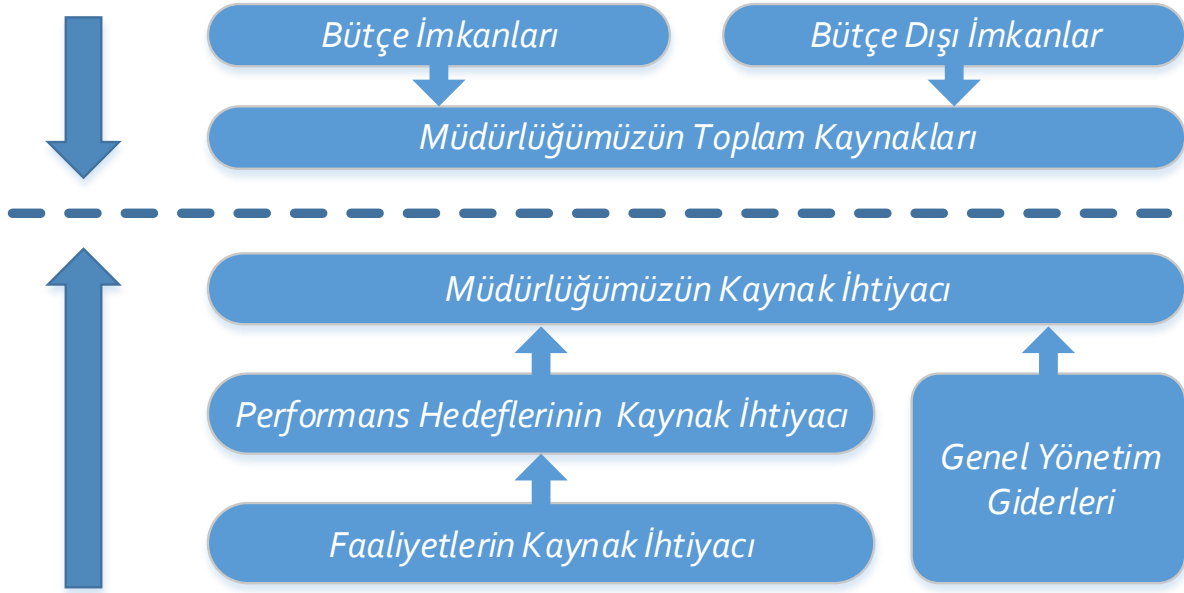 Bütçe İmkanları
Bütçe Dışı İmkanlar
Müdürlüğümüzün Toplam Kaynakları
Müdürlüğümüzün Kaynak İhtiyacı
Performans Hedeflerinin Kaynak İhtiyacı
Genel Yönetim
Giderleri
Faaliyetlerin Kaynak İhtiyacı